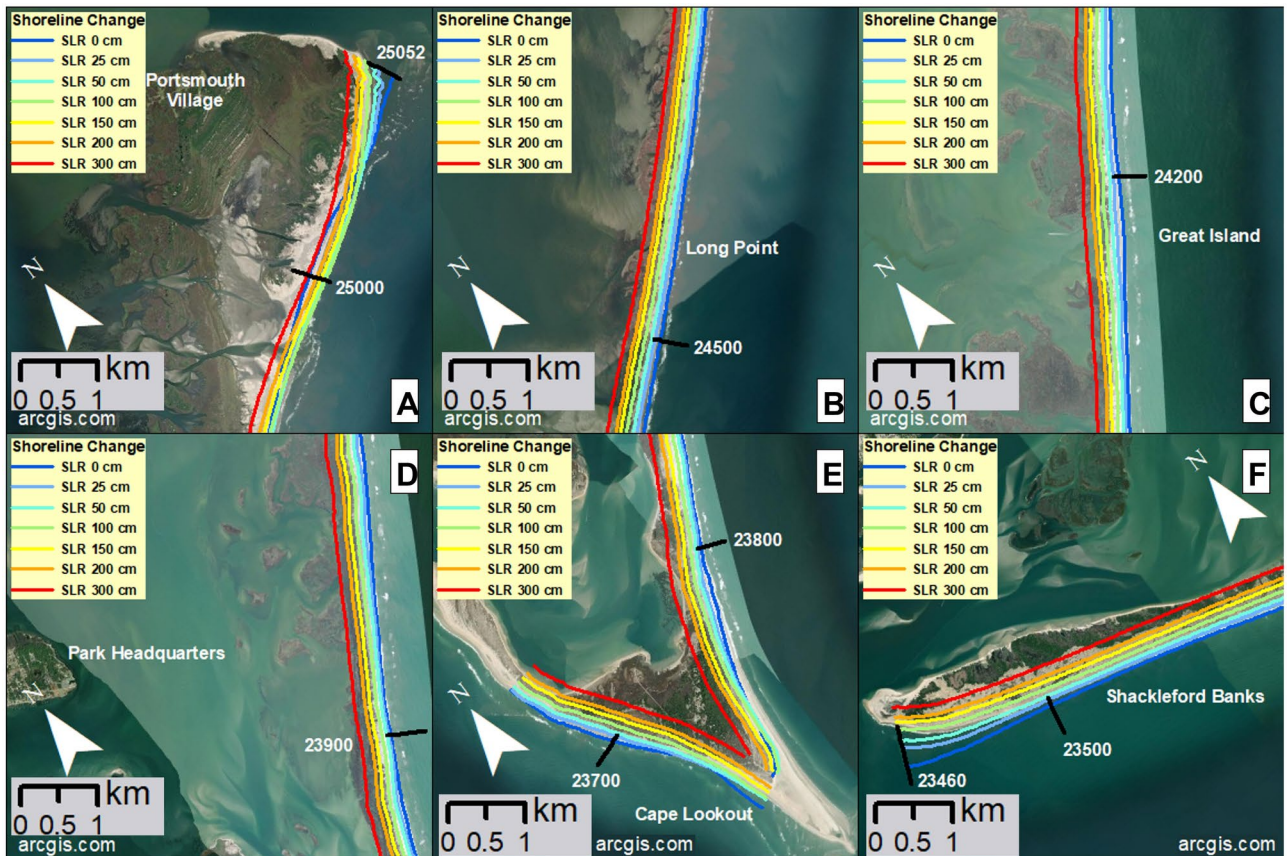 Shoreline Change
SLR 0 cm
SLR 25 cm
SLR 50 cm
SLR 100 cm
SLR 150 cm
SLR 200 cm
SLR 300 cm
Portsmouth
Village
25052
25000
N
km
0 0.5 1
arcgis.com
A
Shoreline Change
SLR 0 cm
SLR 25 cm
SLR 50 cm
SLR 100 cm
SLR 150 cm
SLR 200 cm
SLR 300 cm
Long Point
24500
N
km
0 0.5 1
arcgis.com
B
Shoreline Change
SLR 0 cm
SLR 25 cm
SLR 50 cm
SLR 100 cm
SLR 150 cm
SLR 200 cm
SLR 300 cm
24200
Great Island
N
km
0 0.5 1
arcgis.com
C
Shoreline Change
SLR 0 cm
SLR 25 cm
SLR 50 cm
SLR 100 cm
SLR 150 cm
SLR 200 cm
SLR 300 cm
D
Park Headquarters
N
23900
km
0 0.5 1
arcgis.com
Shoreline Change
SLR 0 cm
SLR 25 cm
SLR 50 cm
SLR 100 cm
SLR 150 cm
SLR 200 cm
SLR 300 cm
E
23800
N
23700
Cape Lookout
km
0 0.5 1
arcgis.com
Shoreline Change
SLR 0 cm
SLR 25 cm
SLR 50 cm
SLR 100 cm
SLR 150 cm
SLR 200 cm
SLR 300 cm
N
F
Shackleford Banks
23500
23460
km
0 0.5 1
arcgis.com